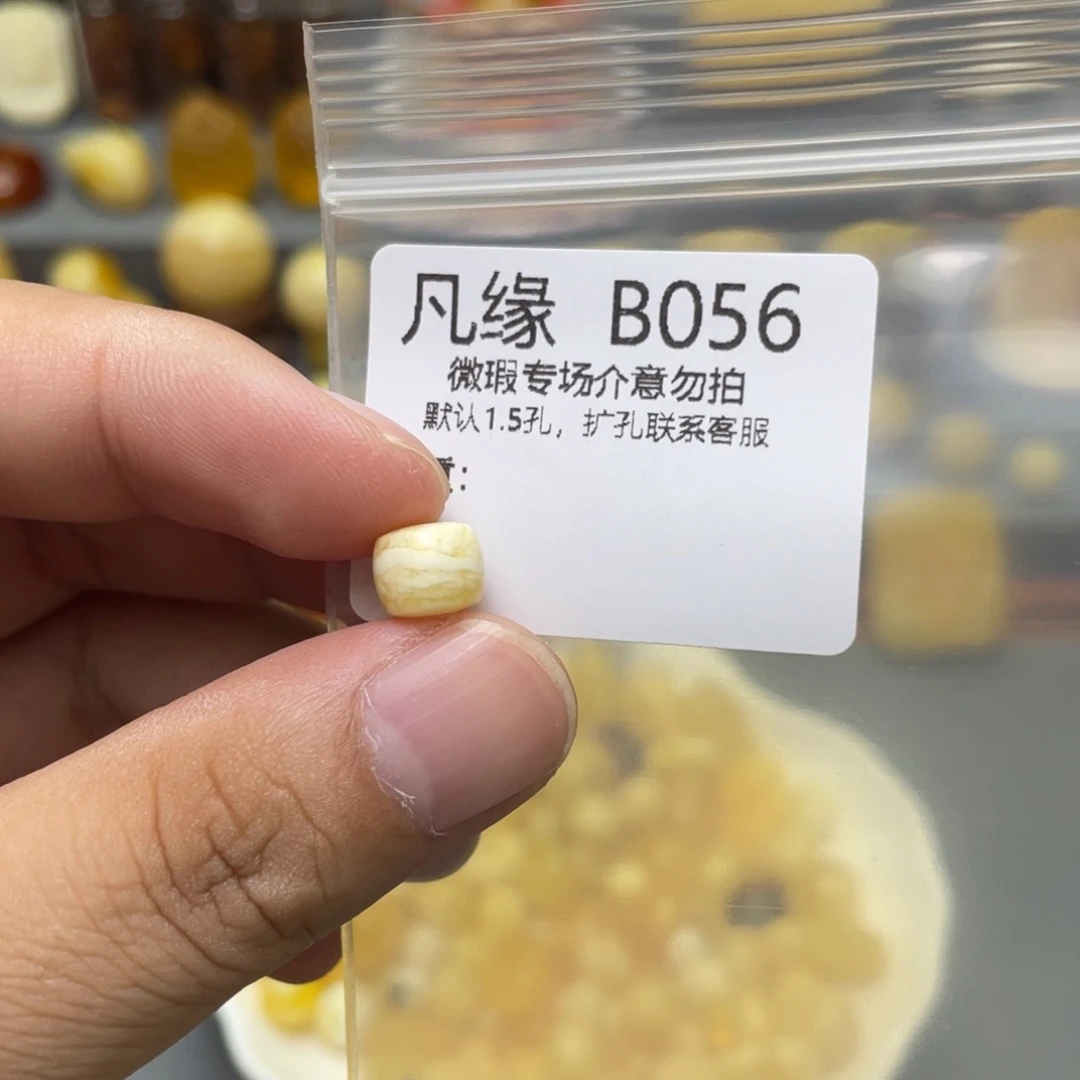 凡缘 B056
微瑕专场介意勿拍
默认1.5孔，扩孔联系客服
：